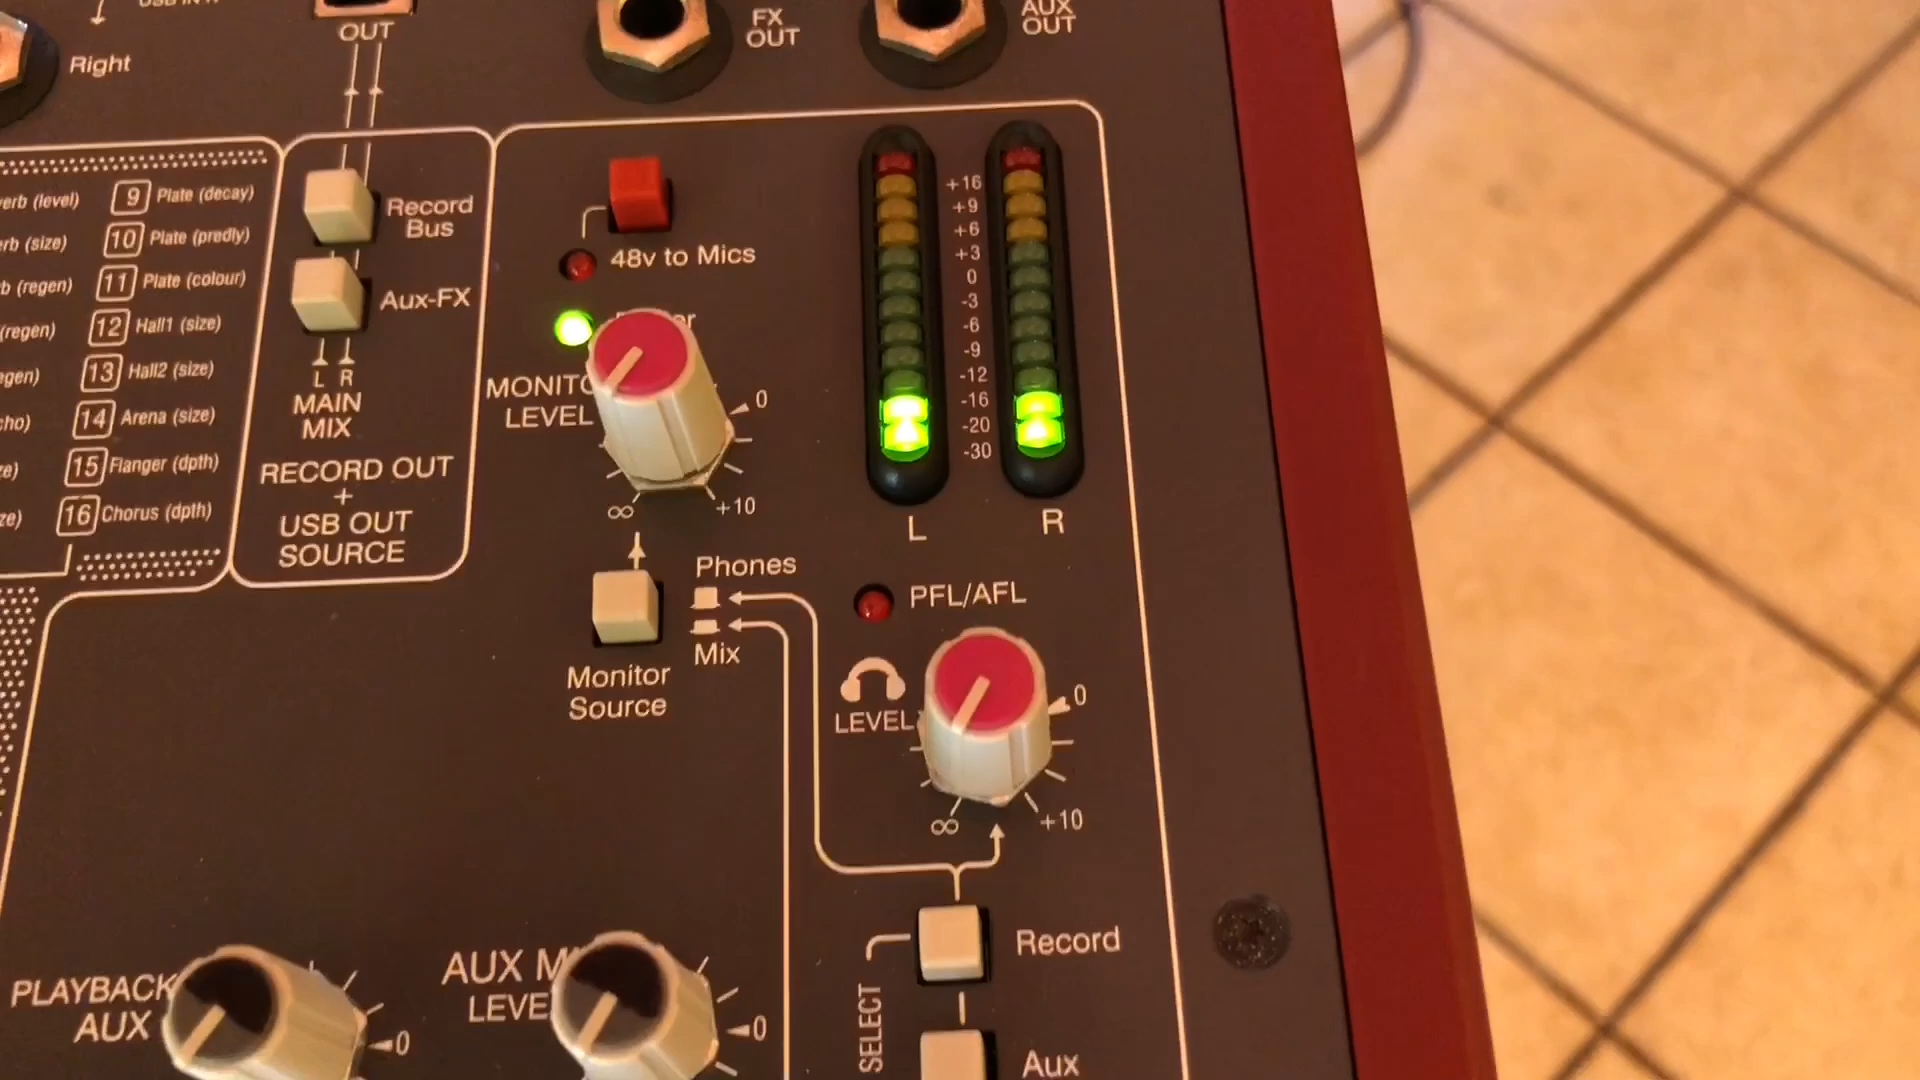 OUT
Right
FX
OUT
AUX
OUT
(level)
(size)
(regen)
(regen)
9 Plate (decay)
10 Plate (predly)
11 Plate (colour)
12 Hall1 (size)
13 Hall2 (size)
14 Arena (size)
15 Flanger (dpth)
16 Chorus (dpth)
Record
Bus
Aux-FX
L R
MAIN
MIX
RECORD OUT
+
USB OUT
SOURCE
48v to Mics
LEVEL
0
∞ +10
+16
+9
+6
+3
0
-3
-6
-9
-12
-16
-20
-30
L R
Phones
Mix
Monitor
Source
PFL/AFL
LEVEL
0
∞ +10
Record
SELECT
Aux
PLAYBACK
AUX
0
AUX
0